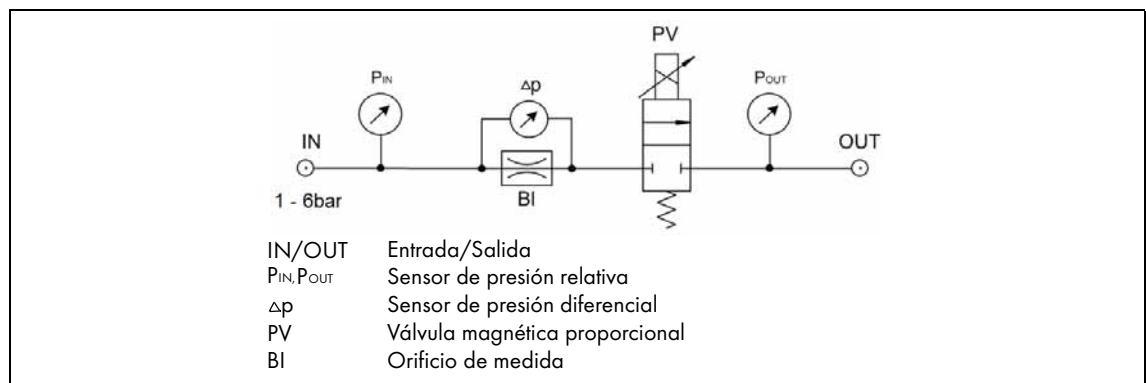 PV
PIN
Δp
POUT
IN
OUT
1 - 6bar
BI
IN/OUT Entrada/Salida
PIN,POUT Sensor de presión relativa
Δp Sensor de presión diferencial
PV Válvula magnética proporcional
BI Orificio de medida